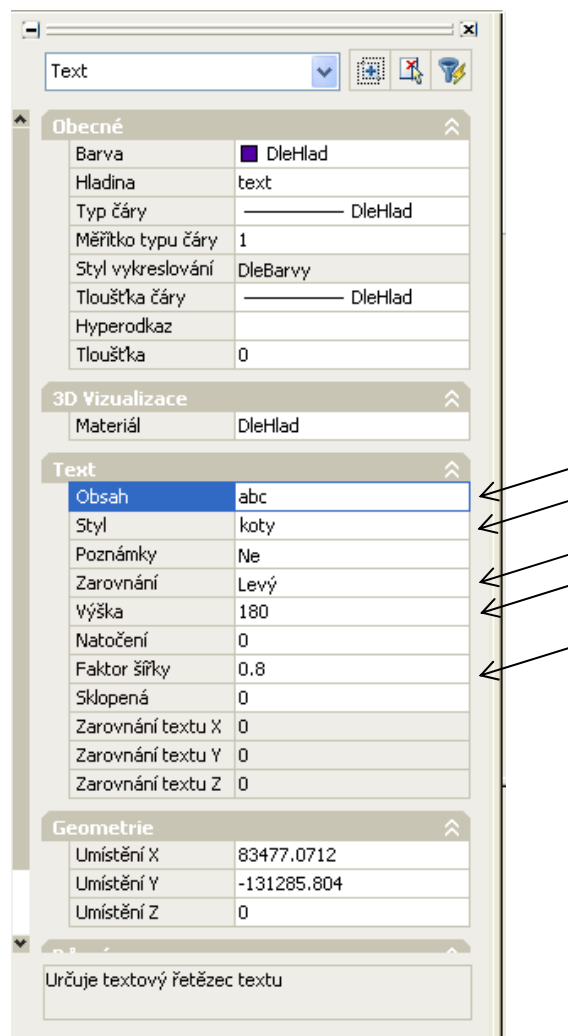 Text
Obecné
Barva DleHlad
Hladina text
Typ čáry DleHlad
Měřítko typu čáry 1
Styl vykreslování DleBarvy
Tloušťka čáry DleHlad
Hyperodkaz
Tloušťka 0
3D Vizualizace
Materiál DleHlad
Text
Obsah abc
Styl koty
Poznámky Ne
Zarovnání Levý
Výška 180
Natočení 0
Faktor šířky 0.8
Sklopená 0
Zarovnání textu X 0
Zarovnání textu Y 0
Zarovnání textu Z 0
Geometrie
Umístění X 83477.0712
Umístění Y -131285.804
Umístění Z 0
Určuje textový řetězec textu